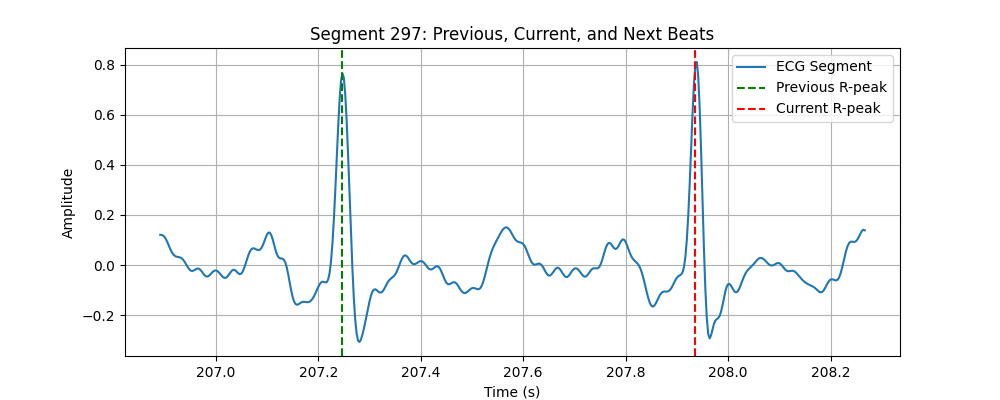 Segment 297: Previous, Current, and Next Beats
ECG Segment
Previous R-peak
Current R-peak
Amplitude
0.8
0.6
0.4
0.2
0.0
−0.2
207.0 207.2 207.4 207.6 207.8 208.0 208.2
Time (s)